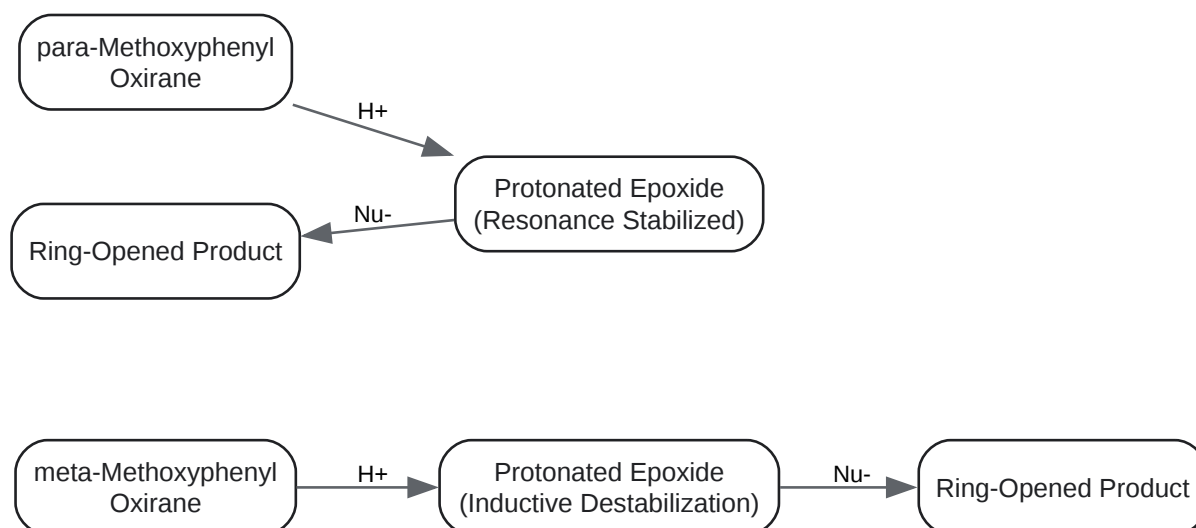 para-Methoxyphenyl
Oxirane
H+
Protonated Epoxide
(Resonance Stabilized)
Nu-
Ring-Opened Product
meta-Methoxyphenyl
Oxirane
H+
Protonated Epoxide
(Inductive Destabilization)
Nu-
Ring-Opened Product